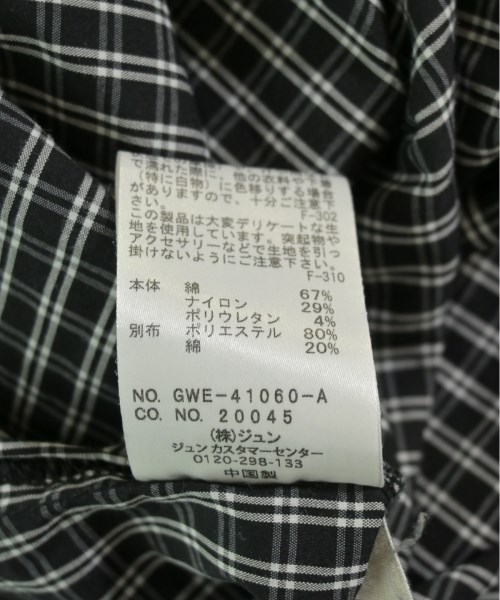 で濡れた際に、他の衣料や下着
（特に白物）に色移りする場合
がありますので、十分ご注意下
さい。
F-302
この製品は大変デリケートな生
地を使用しています。突起物や
アクセサリーなどで生地を引っ
掛けないようにご注意下さい。
F-310
本体 綿 67%
ナイロン 29%
ポリウレタン 4%
別布 ポリエステル 80%
綿 20%
NO. GWE-41060-A
CO. NO. 20045
(株)ジュン
ジュン カスタマーセンター
0120-298-133
中国製